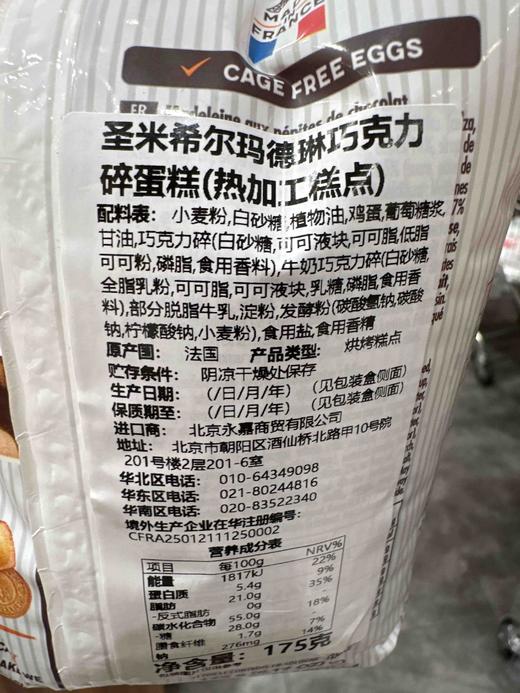 MADE
FRANCE
CAGE FREE EGGS
FR
圣米希尔玛德琳巧克力
碎蛋糕(热加工糕点)
配料表: 小麦粉,白砂糖,植物油,鸡蛋,葡萄糖浆,
甘油,巧克力碎(白砂糖,可可液块,可可脂,低脂
可可粉,磷脂,食用香料),牛奶巧克力碎(白砂糖,
全脂乳粉,可可脂,可可液块,乳糖,磷脂,食用香
料),部分脱脂牛乳,淀粉,发酵粉(碳酸氢钠,碳酸
钠,柠檬酸钠,小麦粉),食用盐,食用香精
原产国: 法国 产品类型: 烘烤糕点
贮存条件: 阴凉干燥处保存
生产日期: (/日/月/年) (见包装盒侧面)
保质期至: (/日/月/年) (见包装盒侧面)
进口商: 北京永嘉商贸有限公司
地址: 北京市朝阳区酒仙桥北路甲10号院
201号楼2层201-6室
华北区电话: 010-64349098
华东区电话: 021-80244816
华南区电话: 020-83522340
境外生产企业在华注册编号:
CFRA25012111250002
营养成分表
项目 每100g NRV%
能量 1817kJ 22%
蛋白质 5.4g 9%
脂肪 21.0g 35%
-反式脂肪 0g -
碳水化合物 55.0g 18%
-糖 28.0g
膳食纤维 1.7g 7%
钠 276mg 14%
净含量: 175克